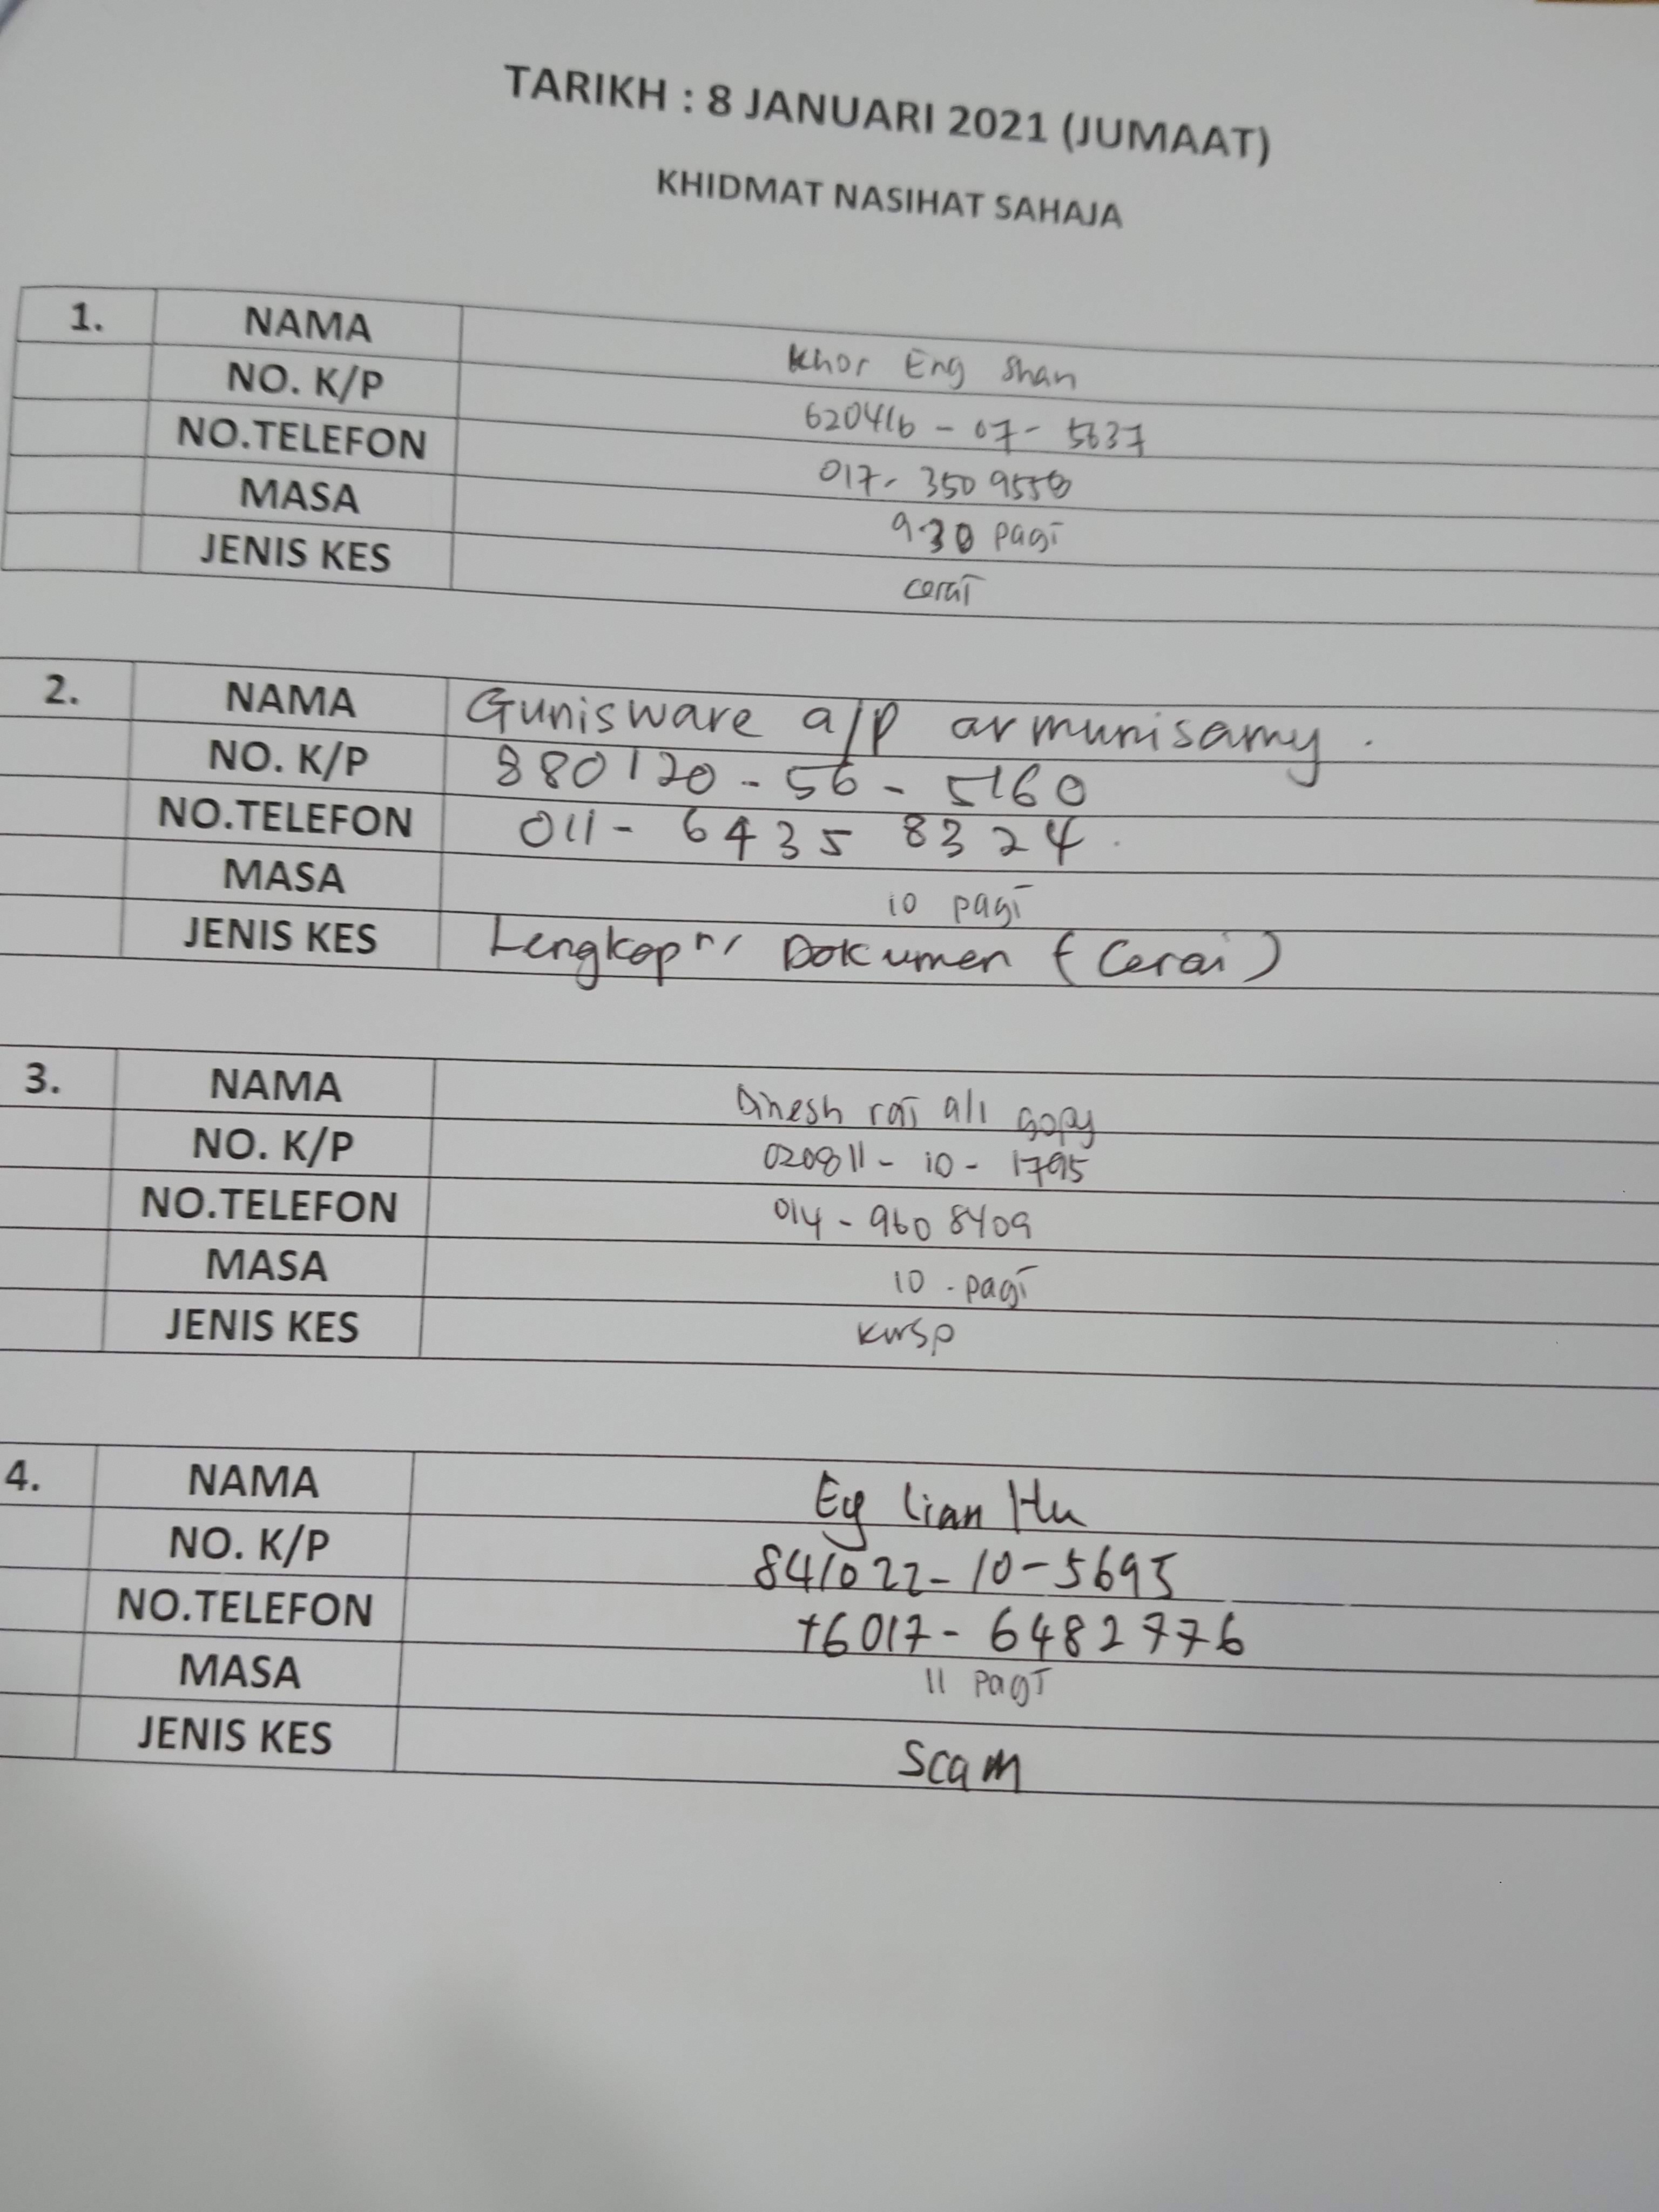 TARIKH : 8 JANUARI 2021 (JUMAAT)
KHIDMAT NASIHAT SAHAJA
1. NAMA Khor Eng Shan
NO. K/P 620416 - 07 - 5637
NO.TELEFON 017- 350 9558
MASA 9.30 pagi
JENIS KES cerai
2. NAMA Gunisware a/p armunisamy.
NO. K/P 880120 - 56 - 5160
NO.TELEFON 011- 6435 8324.
MASA 10 pagi
JENIS KES Dokumen (Cerai)
3. NAMA Dinesh raj a/l gopy
NO. K/P 020811 - 10 - 1795
NO.TELEFON 014 - 960 8409
MASA 10 - pagi
JENIS KES KWSP
4. NAMA Lian Hu
NO. K/P 841022-10-5695
NO.TELEFON +6017- 6482776
MASA 11 pagi
JENIS KES Scam